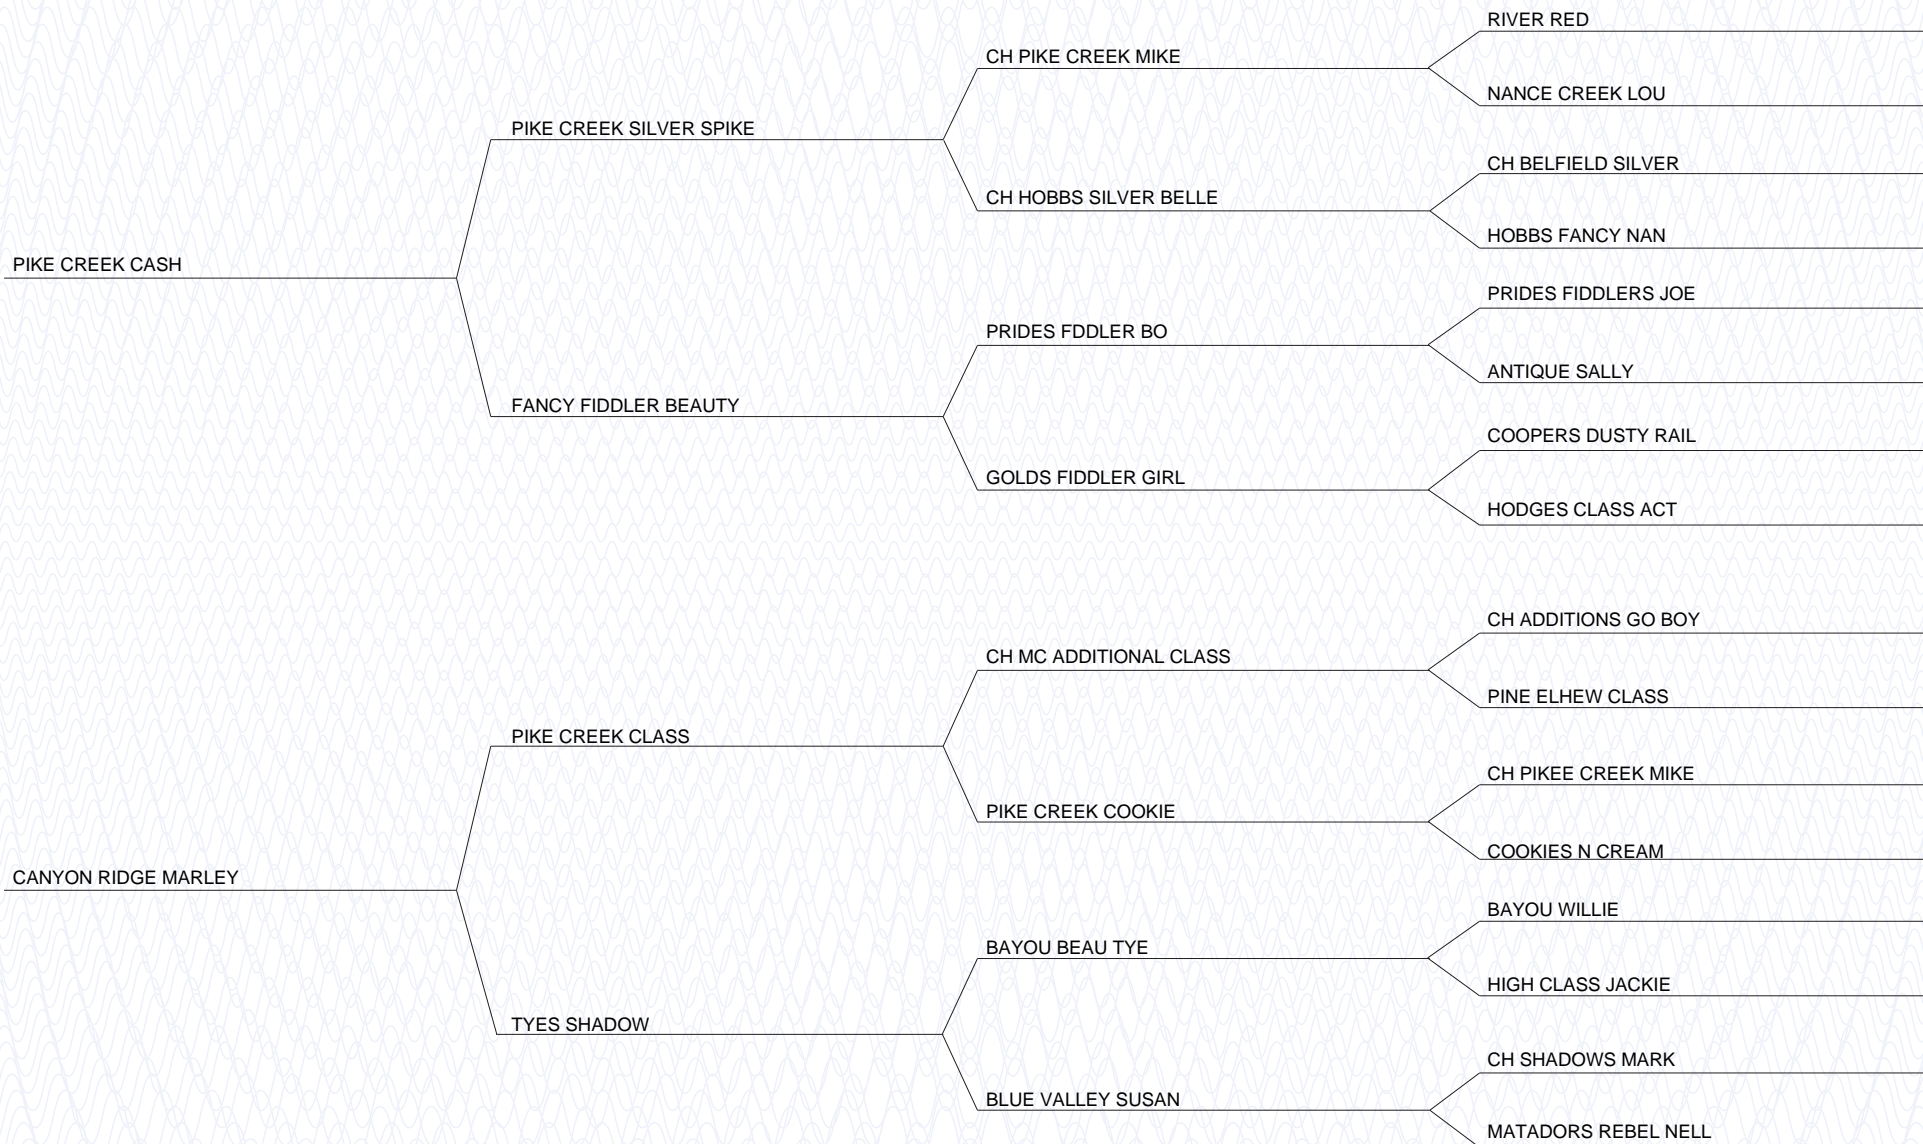 RIVER RED
CH PIKE CREEK MIKE
NANCE CREEK LOU
PIKE CREEK SILVER SPIKE
CH BELFIELD SILVER
CH HOBBS SILVER BELLE
HOBBS FANCY NAN
PIKE CREEK CASH
PRIDES FIDDLERS JOE
PRIDES FDDLER BO
ANTIQUE SALLY
FANCY FIDDLER BEAUTY
COOPERS DUSTY RAIL
GOLDS FIDDLER GIRL
HODGES CLASS ACT
CH ADDITIONS GO BOY
CH MC ADDITIONAL CLASS
PINE ELHEW CLASS
PIKE CREEK CLASS
CH PIKEE CREEK MIKE
PIKE CREEK COOKIE
COOKIES N CREAM
CANYON RIDGE MARLEY
BAYOU WILLIE
BAYOU BEAU TYE
HIGH CLASS JACKIE
TYES SHADOW
CH SHADOWS MARK
BLUE VALLEY SUSAN
MATADORS REBEL NELL